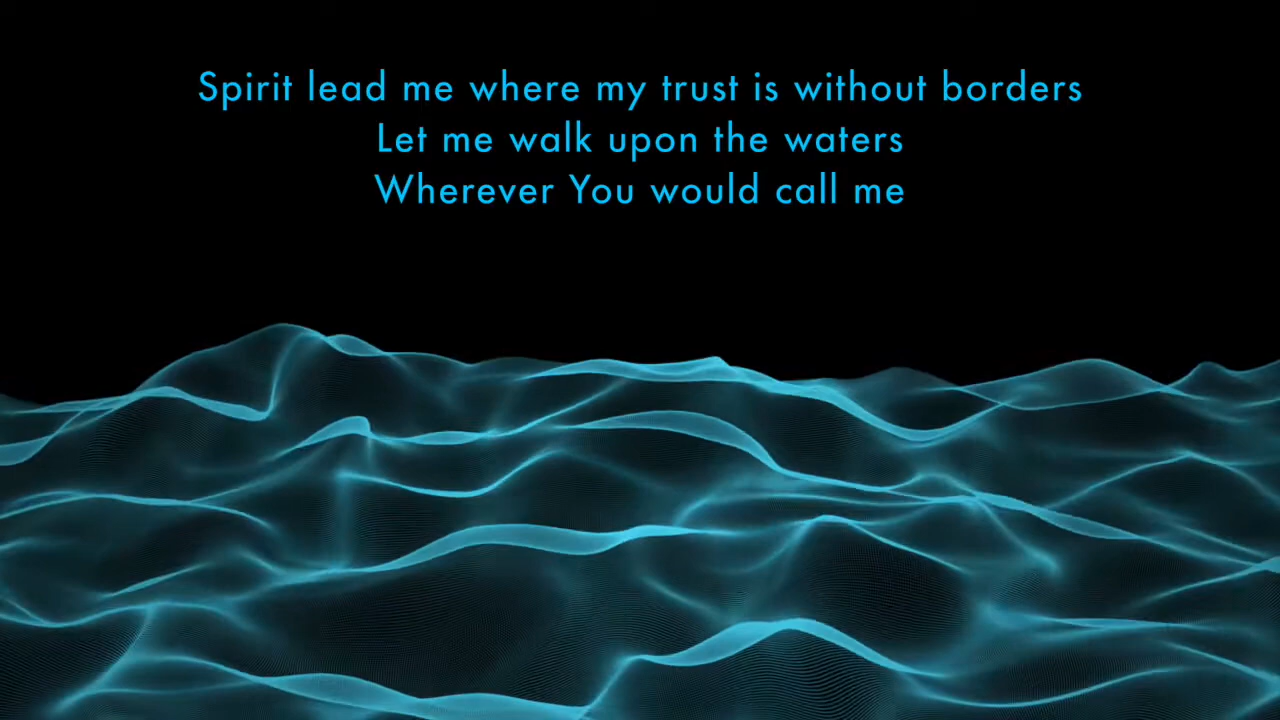 Spirit lead me where my trust is without borders
Let me walk upon the waters
Wherever You would call me